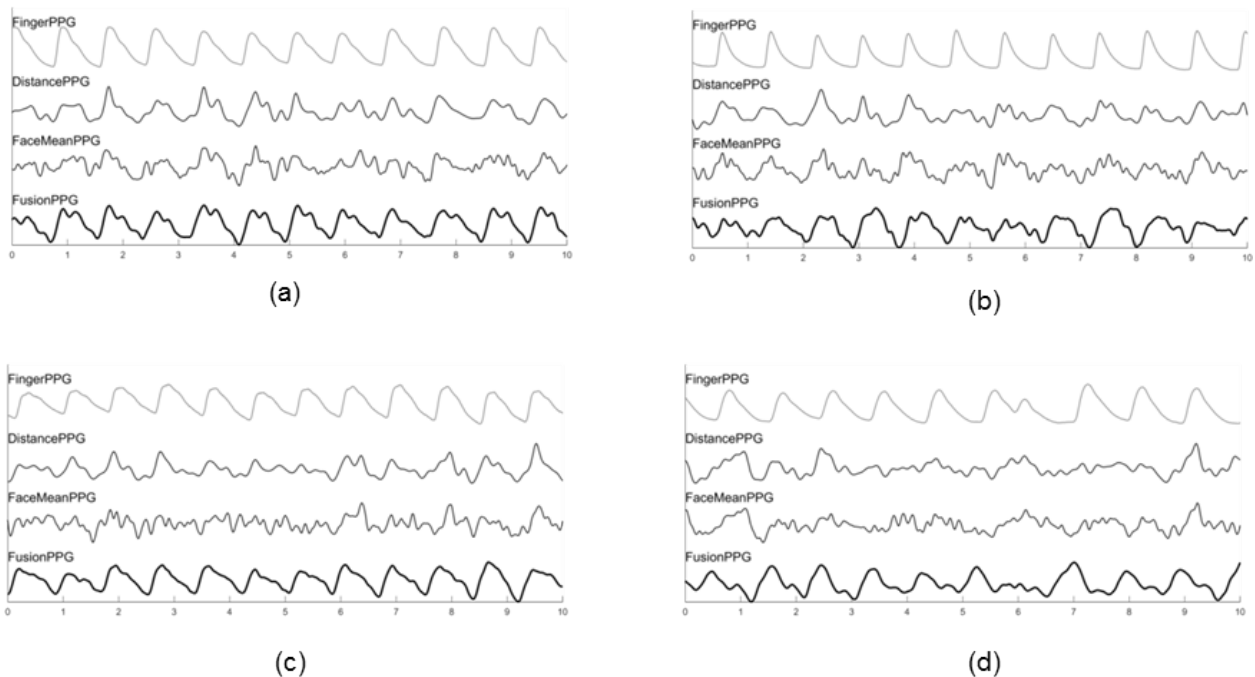 FingerPPG
DistancePPG
FaceMeanPPG
FusionPPG
0 1 2 3 4 5 6 7 8 9 10
(a)
FingerPPG
DistancePPG
FaceMeanPPG
FusionPPG
0 1 2 3 4 5 6 7 8 9 10
(b)
FingerPPG
DistancePPG
FaceMeanPPG
FusionPPG
0 1 2 3 4 5 6 7 8 9 10
(c)
FingerPPG
DistancePPG
FaceMeanPPG
FusionPPG
0 1 2 3 4 5 6 7 8 9 10
(d)